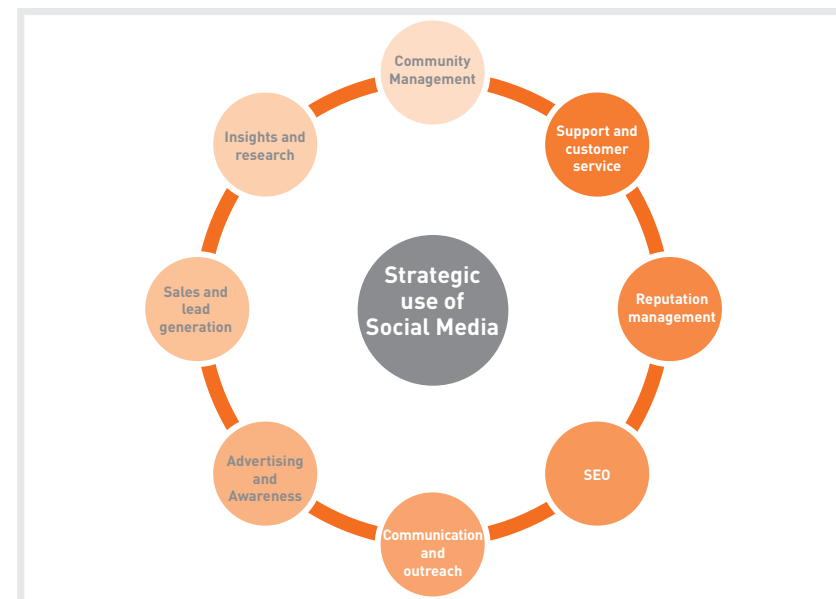 Community
Management
Support and
customer
service
Reputation
management
SEO
Communication
and
outreach
Advertising
and
Awareness
Sales and
lead
generation
Insights and
research
Strategic
use of
Social Media